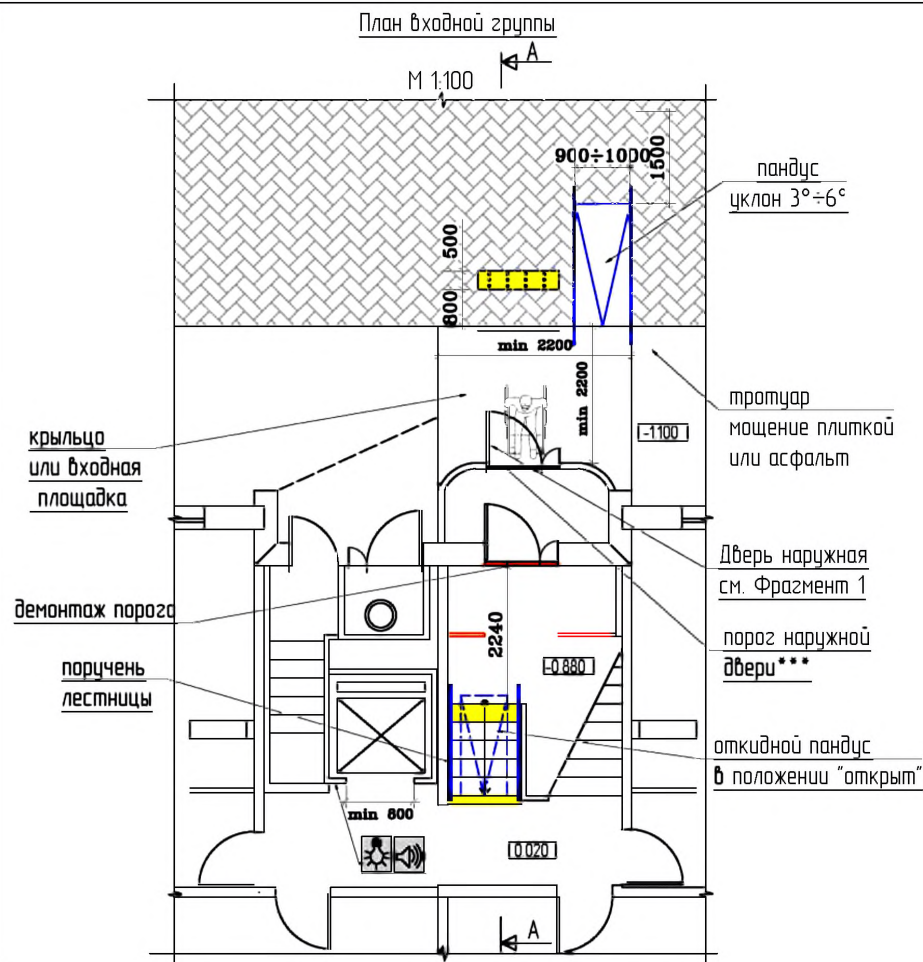 План входной группы
А
М 1:100
900÷1000
1500
пандус
уклон 3°÷6°
500
800
min 2200
min 2200
тротуар
мощение плиткой
или асфальт
-1.100
крыльцо
или входная
площадка
Дверь наружная
см. Фрагмент 1
демонтаж порога
2240
порог наружной
двери***
-0.880
поручень
лестницы
откидной пандус
в положении "открыт"
min 800
0.020
А